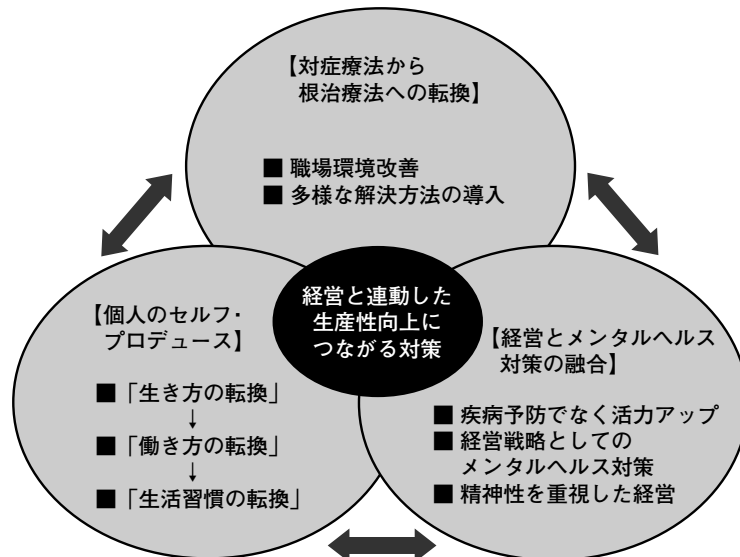 【対症療法から
根治療法への転換】
■ 職場環境改善
■ 多様な解決方法の導入
経営と連動した
生産性向上に
つながる対策
【個人のセルフ・
プロデュース】
■「生き方の転換」
↓
■「働き方の転換」
↓
■「生活習慣の転換」
【経営とメンタルヘルス
対策の融合】
■ 疾病予防でなく活力アップ
■ 経営戦略としての
メンタルヘルス対策
■ 精神性を重視した経営